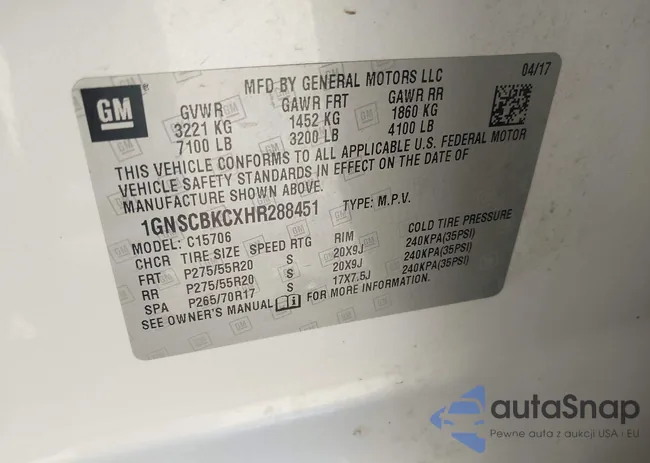 GM
MFD BY GENERAL MOTORS LLC 04/17
GVWR GAWR FRT GAWR RR
3221 KG 1452 KG 1860 KG
7100 LB 3200 LB 4100 LB
THIS VEHICLE CONFORMS TO ALL APPLICABLE U.S. FEDERAL MOTOR
VEHICLE SAFETY STANDARDS IN EFFECT ON THE DATE OF
MANUFACTURE SHOWN ABOVE.
1GNSCBKCXHR288451 TYPE: M.P.V.
MODEL: C15706
CHCR TIRE SIZE SPEED RTG RIM COLD TIRE PRESSURE
FRT P275/55R20 S 20X9J 240KPA(35PSI)
RR P275/55R20 S 20X9J 240KPA(35PSI)
SPA P265/70R17 S 17X7.5J 240KPA(35PSI)
SEE OWNER'S MANUAL FOR MORE INFORMATION.
autaSnap
Pewne auta z aukcji USA i EU